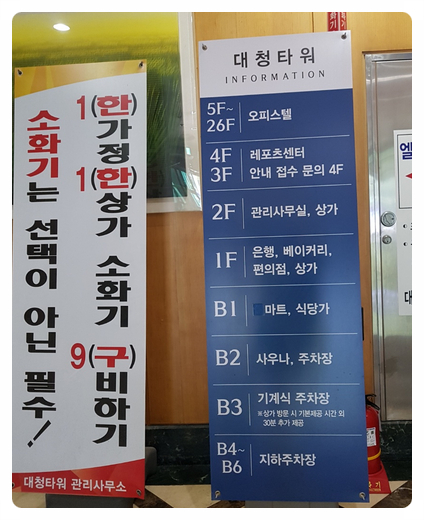 1(한)가정
1(한)상가 소화기
9(구)비하기
소화기는 선택이 아닌 필수!
대청타워 관리사무소
대청타워
INFORMATION
5F~
26F 오피스텔
4F 레포츠센터
3F 안내 접수 문의 4F
2F 관리사무실, 상가
1F 은행, 베이커리,
편의점, 상가
B1 마트, 식당가
B2 사우나, 주차장
B3 기계식 주차장
※상가 방문 시 기본제공 시간 외
30분 추가 제공
B4~
B6 지하주차장
엘